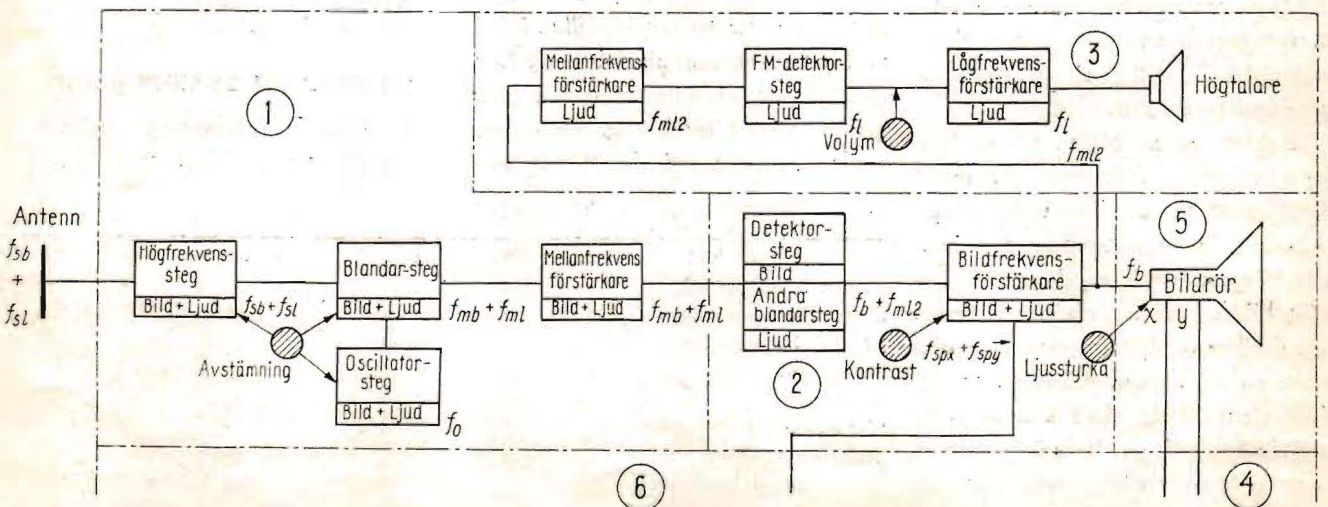 1
Mellanfrekvens
förstärkare
Ljud
fml2
FM-detektor-
steg
Ljud
fl
Volym
Lågfrekvens-
förstärkare
Ljud
fl
3
Högtalare
fml2
Antenn
fsb
+
fsl
Högfrekvens-
steg
Bild + Ljud
fsb + fsl
Avstämning
Blandar-steg
Bild + Ljud
Oscillator-
steg
Bild + Ljud
fo
fmb + fml
Mellanfrekvens
förstärkare
Bild + Ljud
fmb + fml
Detektor-
steg
Bild
Andra
blandarsteg
Ljud
2
fb + fml2
Kontrast
Bildfrekvens-
förstärkare
Bild + Ljud
fspx + fspy
5
fb
Bildrör
x y
Ljusstyrka
6
4